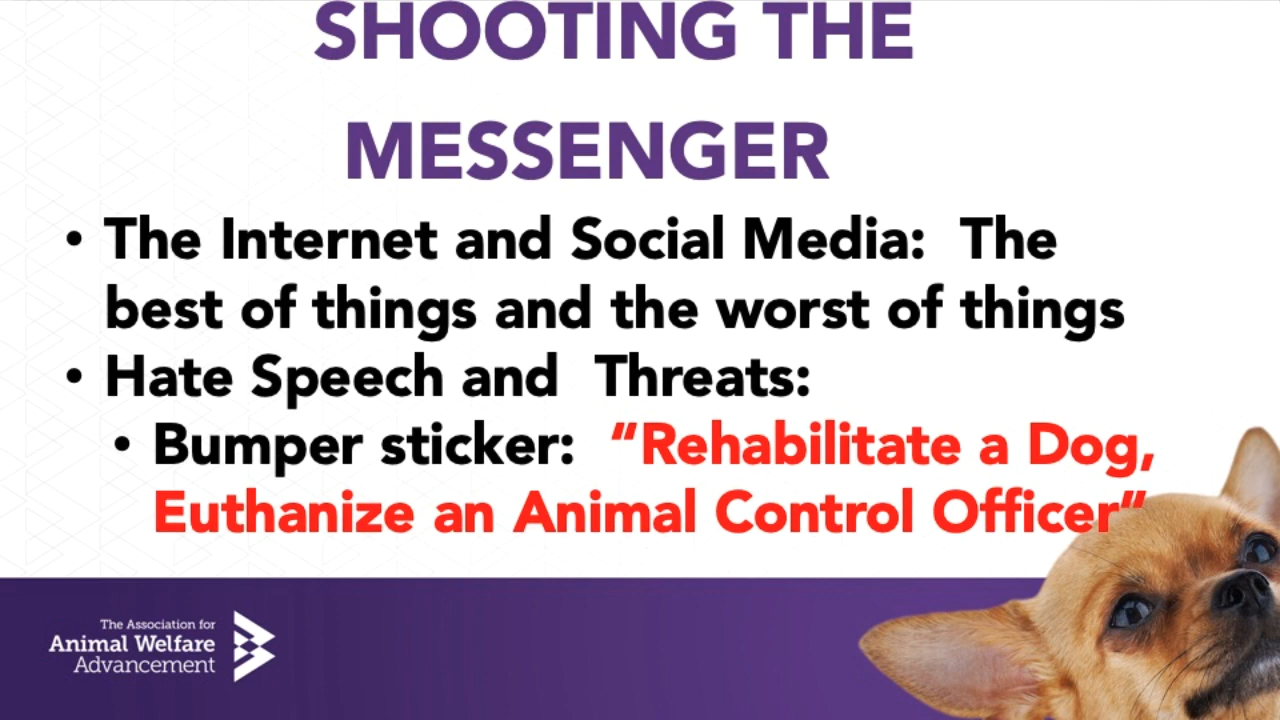 SHOOTING THE
MESSENGER
• The Internet and Social Media:  The
best of things and the worst of things
• Hate Speech and  Threats:
• Bumper sticker:  “Rehabilitate a Dog,
Euthanize an Animal Control Officer”
The Association for
Animal Welfare
Advancement